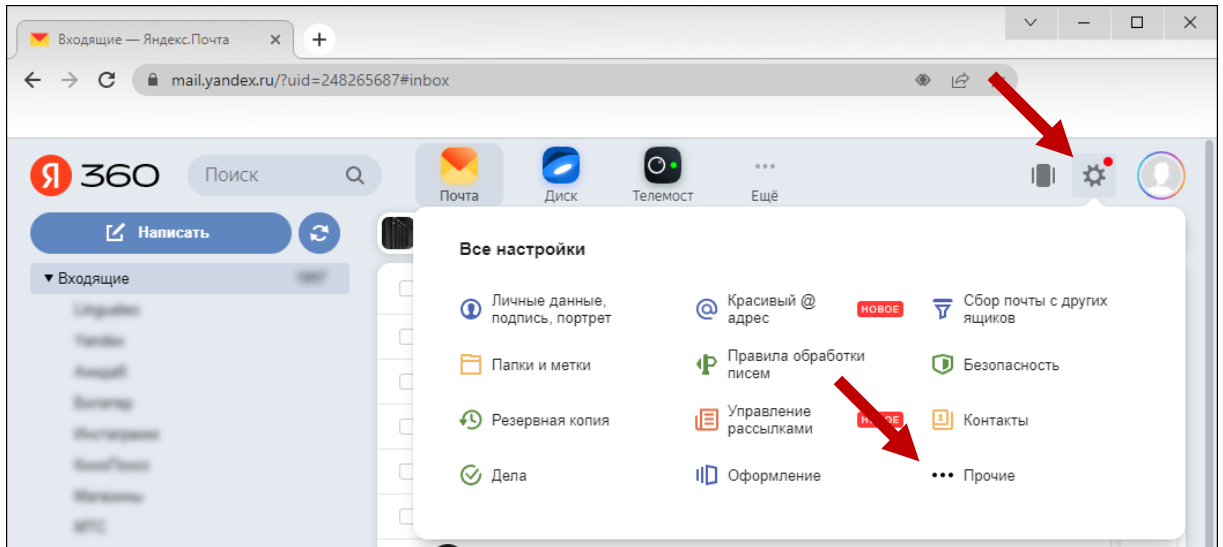 Входящие — Яндекс.Почта
mail.yandex.ru/?uid=248265687#inbox
Я 360
Поиск
Почта
Диск
Телемост
Ещё
Написать
Входящие
Все настройки
Личные данные,
подпись, портрет
Красивый @
адрес
НОВОЕ
Сбор почты с других
ящиков
Папки и метки
Правила обработки
писем
Безопасность
Резервная копия
Управление
рассылками
НОВОЕ
Контакты
Дела
Оформление
Прочие